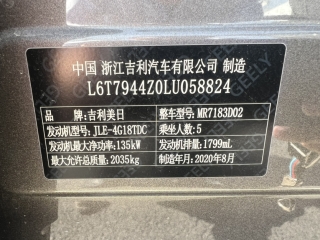 中国 浙江吉利汽车有限公司 制造
L6T7944Z0LU058824
品牌:吉利美日 整车型号:MR7183D02
发动机型号:JLE-4G18TDC 乘坐人数:5
发动机最大净功率:135kW 发动机排量:1799mL
最大允许总质量:2035kg 制造年月:2020年8月